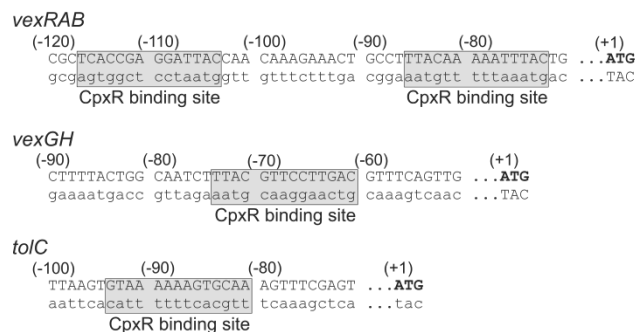 vexRAB
(-120) (-110) (-100) (-90) (-80) (+1)
CGCTCACCGA GGATTACCAA CAAAGAAACT GCCTTTACAA AAATTTACTG ...ATG
gcgagtggct cctaatggtt gtttctttga cggaaatgtt tttaaatgac ...TAC
CpxR binding site CpxR binding site
vexGH
(-90) (-80) (-70) (-60) (+1)
CTTTTACTGG CAATCTTTAC GTTCCTTGAC GTTTCAGTTG ...ATG
gaaaatgacc gttagaaatg caaggaactg caaagtcaac ...TAC
CpxR binding site
tolC
(-100) (-90) (-80) (+1)
TTAAGTGTAA AAAAGTGCAA AGTTTCGAGT ...ATG
aattcacatt tttttcacgtt tcaaagctca ...tac
CpxR binding site